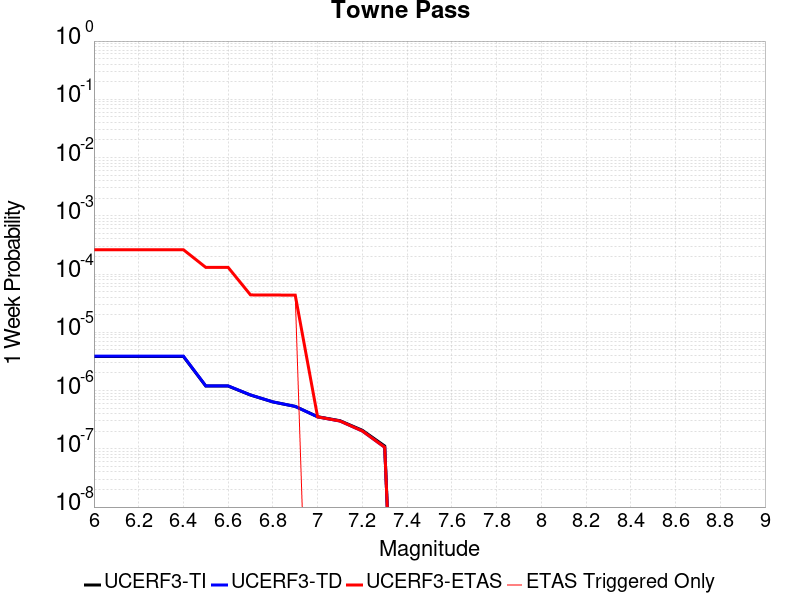 Towne Pass
1 Week Probability
10^0
10^-1
10^-2
10^-3
10^-4
10^-5
10^-6
10^-7
10^-8
6 6.2 6.4 6.6 6.8 7 7.2 7.4 7.6 7.8 8 8.2 8.4 8.6 8.8 9
Magnitude
UCERF3-TI UCERF3-TD UCERF3-ETAS ETAS Triggered Only